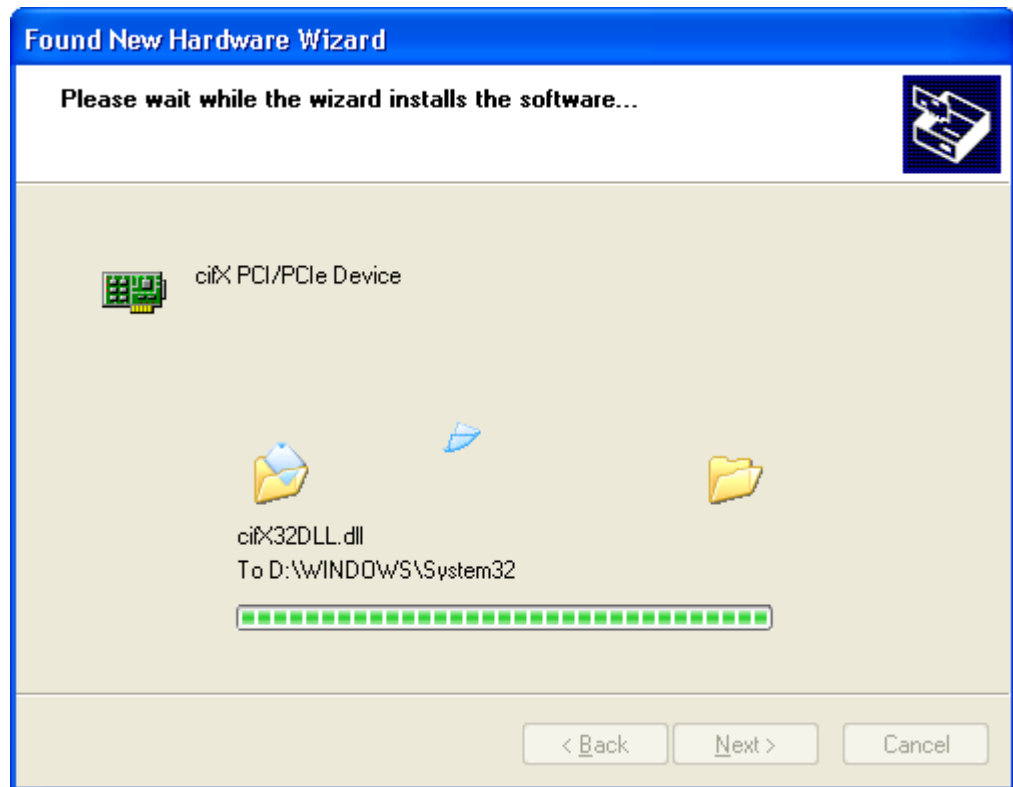 Found New Hardware Wizard
Please wait while the wizard installs the software...
cifX PCI/PCIe Device
cifX32DLL.dll
To D:\WINDOWS\System32
< Back
Next >
Cancel